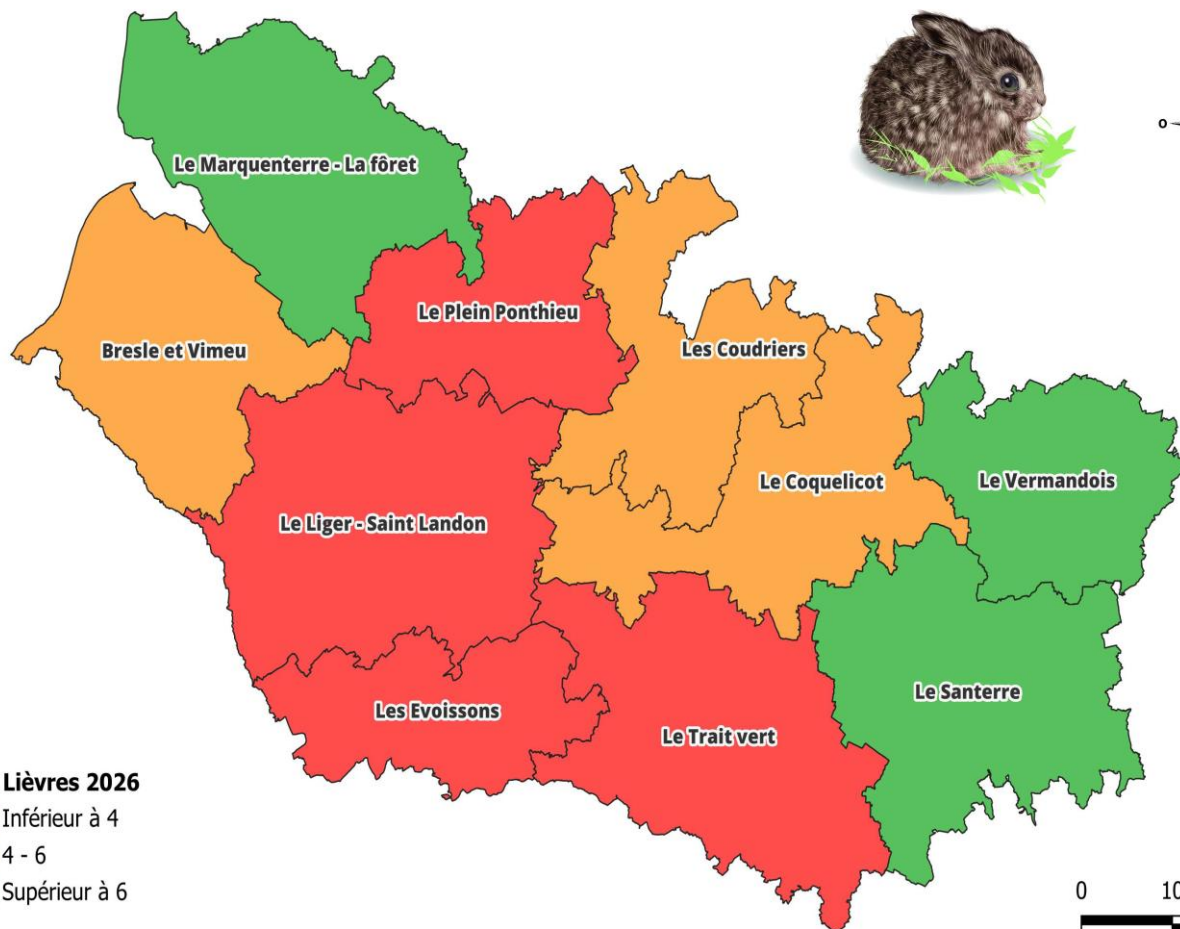 o
Le Marquenterre - La fôret
Le Plein Ponthieu
Bresle et Vimeu
Les Coudriers
Le Coquelicot
Le Vermandois
Le Liger - Saint Landon
Le Santerre
Les Evoissons
Le Trait vert
Lièvres 2026
Inférieur à 4
4 - 6
Supérieur à 6
0 10